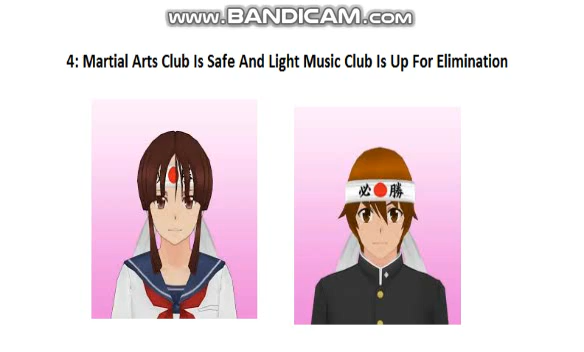 www.BANDICAM.com
4: Martial Arts Club Is Safe And Light Music Club Is Up For Elimination
必 勝